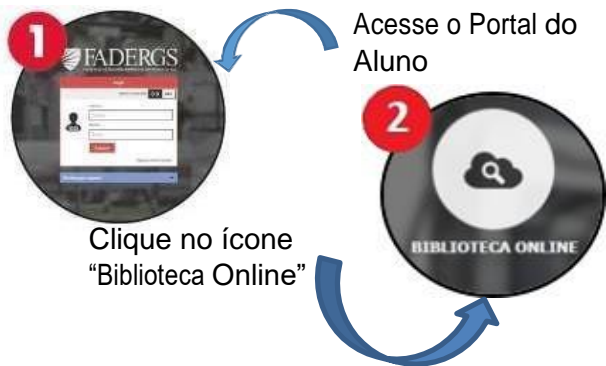 1
FADERGS
Acesse o Portal do
Aluno
2
BIBLIOTECA ONLINE
Clique no ícone
“Biblioteca Online”